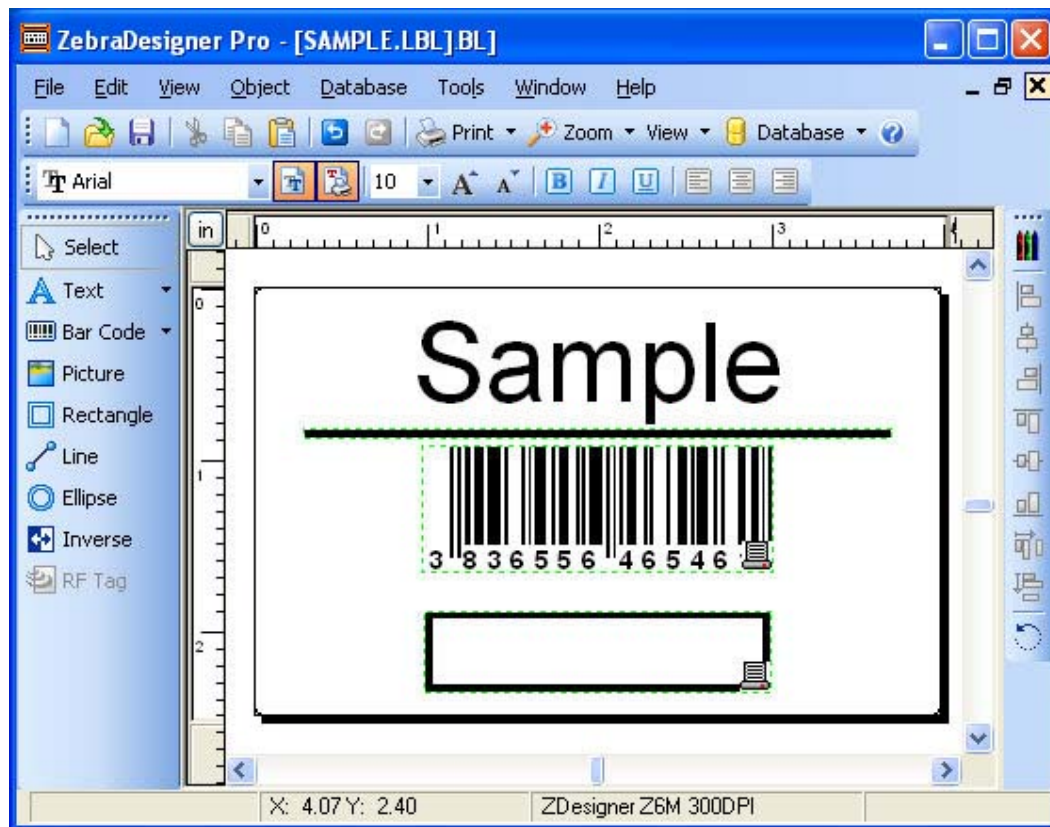 ZebraDesigner Pro - [SAMPLE.LBL].BL]
File Edit View Object Database Tools Window Help
Print Zoom View Database
Arial 10 A A B I U
Select
Text
Bar Code
Picture
Rectangle
Line
Ellipse
Inverse
RF Tag
in
0 1 2 3 4
0
1
2
Sample
3 836556 46546
X: 4.07 Y: 2.40 ZDesigner Z6M 300DPI